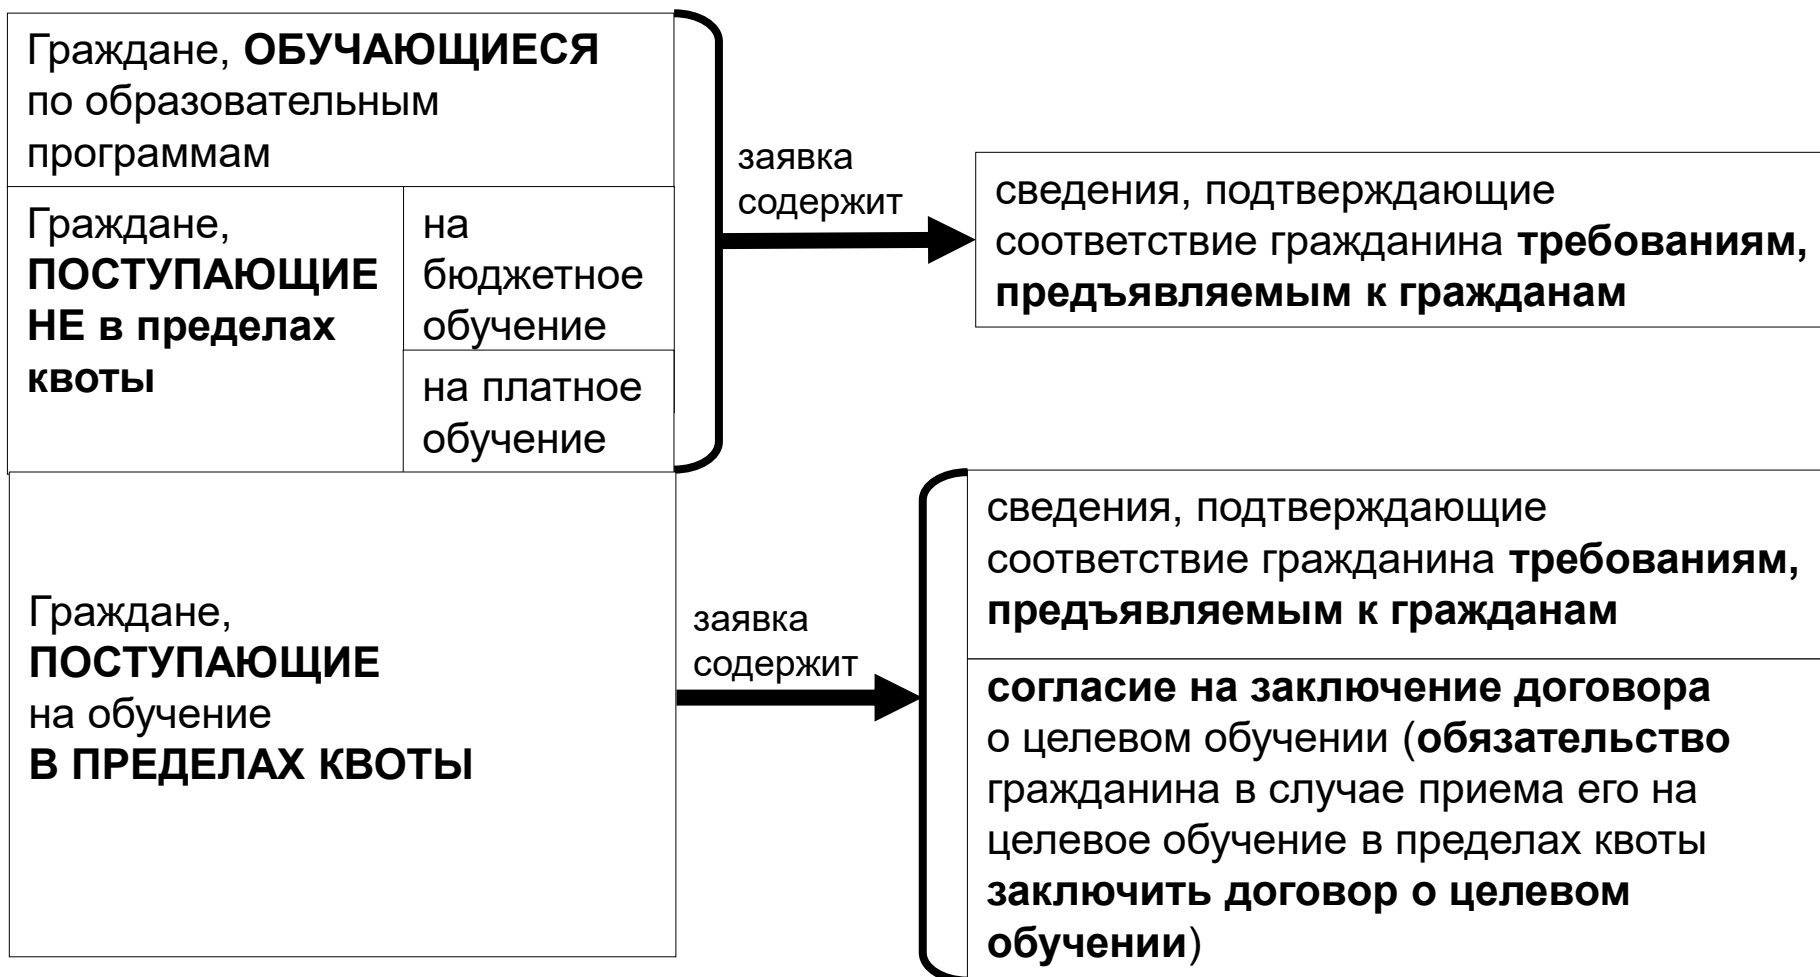 Граждане, ОБУЧАЮЩИЕСЯ
по образовательным
программам
Граждане,
ПОСТУПАЮЩИЕ
НЕ в пределах
квоты
на
бюджетное
обучение
на платное
обучение
заявка
содержит
сведения, подтверждающие
соответствие гражданина требованиям,
предъявляемым к гражданам
Граждане,
ПОСТУПАЮЩИЕ
на обучение
В ПРЕДЕЛАХ КВОТЫ
заявка
содержит
сведения, подтверждающие
соответствие гражданина требованиям,
предъявляемым к гражданам
согласие на заключение договора
о целевом обучении (обязательство
гражданина в случае приема его на
целевое обучение в пределах квоты
заключить договор о целевом
обучении)